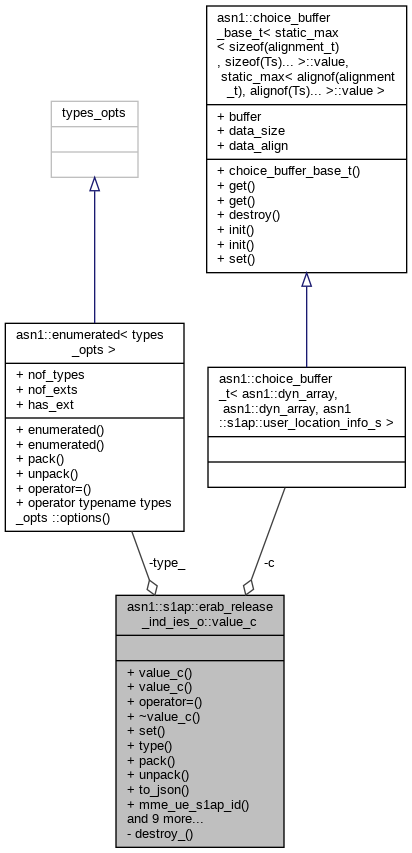 asn1::choice_buffer
_base_t< static_max
< sizeof(alignment_t)
, sizeof(Ts)... >::value,
static_max< alignof(alignment
_t), alignof(Ts)... >::value >
+ buffer
+ data_size
+ data_align
+ choice_buffer_base_t()
+ get()
+ get()
+ destroy()
+ init()
+ init()
+ set()
types_opts
asn1::enumerated< types
_opts >
+ nof_types
+ nof_exts
+ has_ext
+ enumerated()
+ enumerated()
+ pack()
+ unpack()
+ operator=()
+ operator typename types
_opts ::options()
asn1::choice_buffer
_t< asn1::dyn_array,
asn1::dyn_array, asn1
::s1ap::user_location_info_s >
-type_
-c
asn1::s1ap::erab_release
_ind_ies_o::value_c
+ value_c()
+ value_c()
+ operator=()
+ ~value_c()
+ set()
+ type()
+ pack()
+ unpack()
+ to_json()
+ mme_ue_s1ap_id()
and 9 more...
- destroy_()